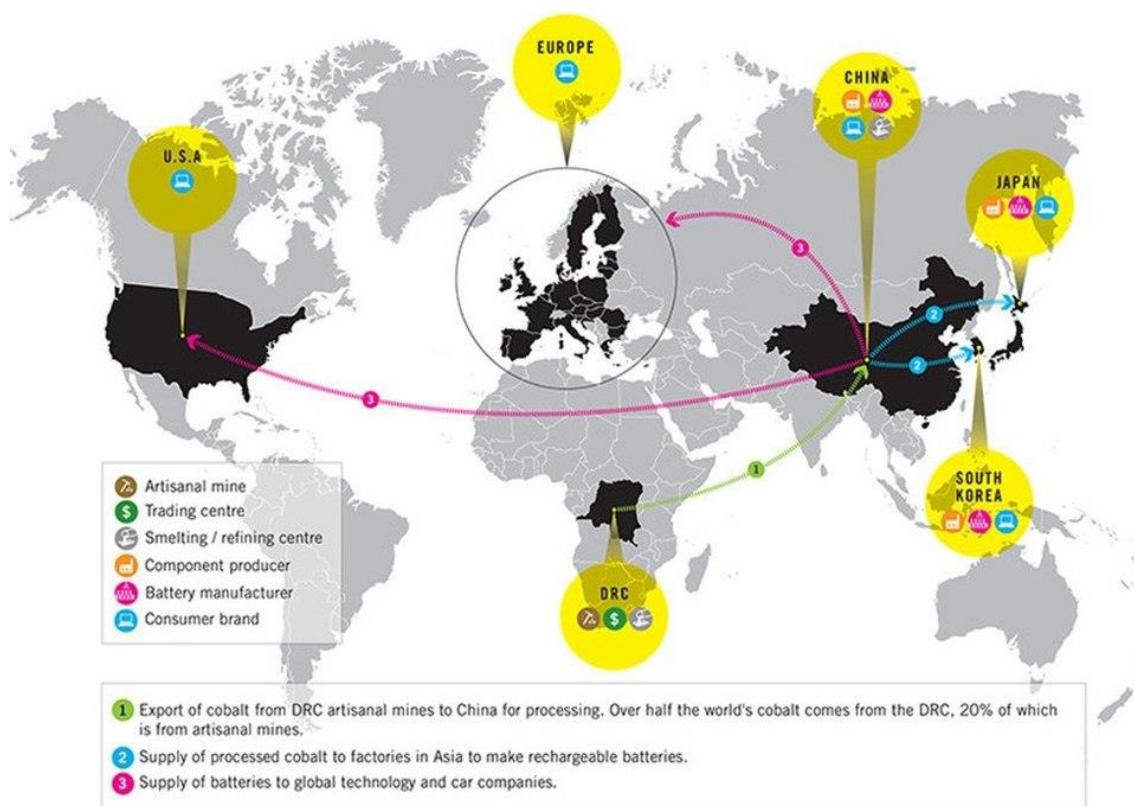 EUROPE
CHINA
U.S.A
JAPAN
3
2
2
3
1
SOUTH
KOREA
DRC
$
Artisanal mine
$ Trading centre
Smelting / refining centre
Component producer
Battery manufacturer
Consumer brand
1 Export of cobalt from DRC artisanal mines to China for processing. Over half the world's cobalt comes from the DRC, 20% of which
is from artisanal mines.
2 Supply of processed cobalt to factories in Asia to make rechargeable batteries.
3 Supply of batteries to global technology and car companies.